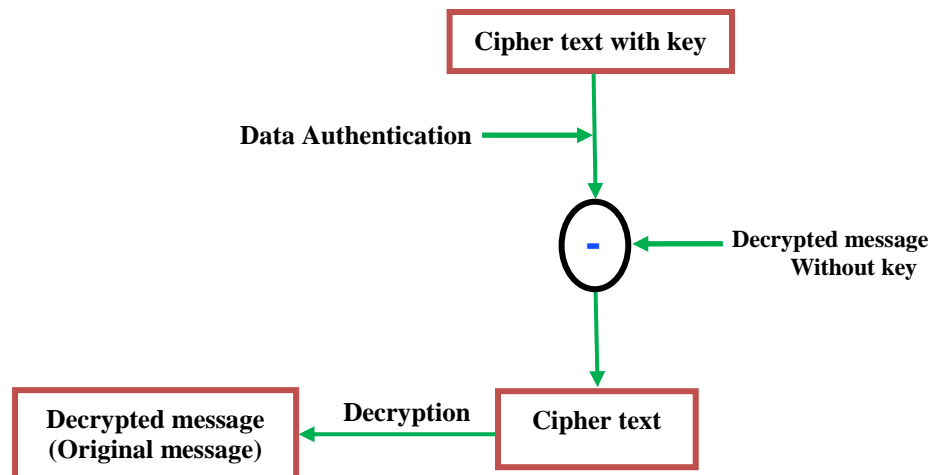 Cipher text with key
Data Authentication
-
Decrypted message
Without key
Decryption
Cipher text
Decrypted message
(Original message)